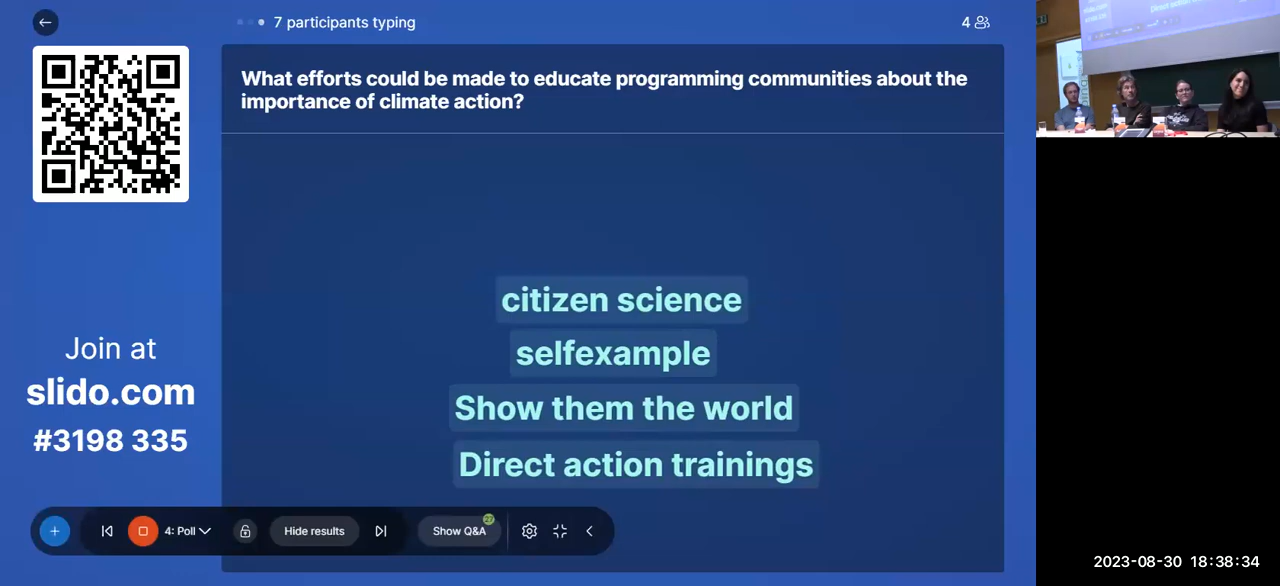 7 participants typing
4
What efforts could be made to educate programming communities about the
importance of climate action?
citizen science
selfexample
Show them the world
Direct action trainings
Join at
slido.com
#3198 335
4: Poll
Hide results
Show Q&A
27
2023-08-30 18:38:34